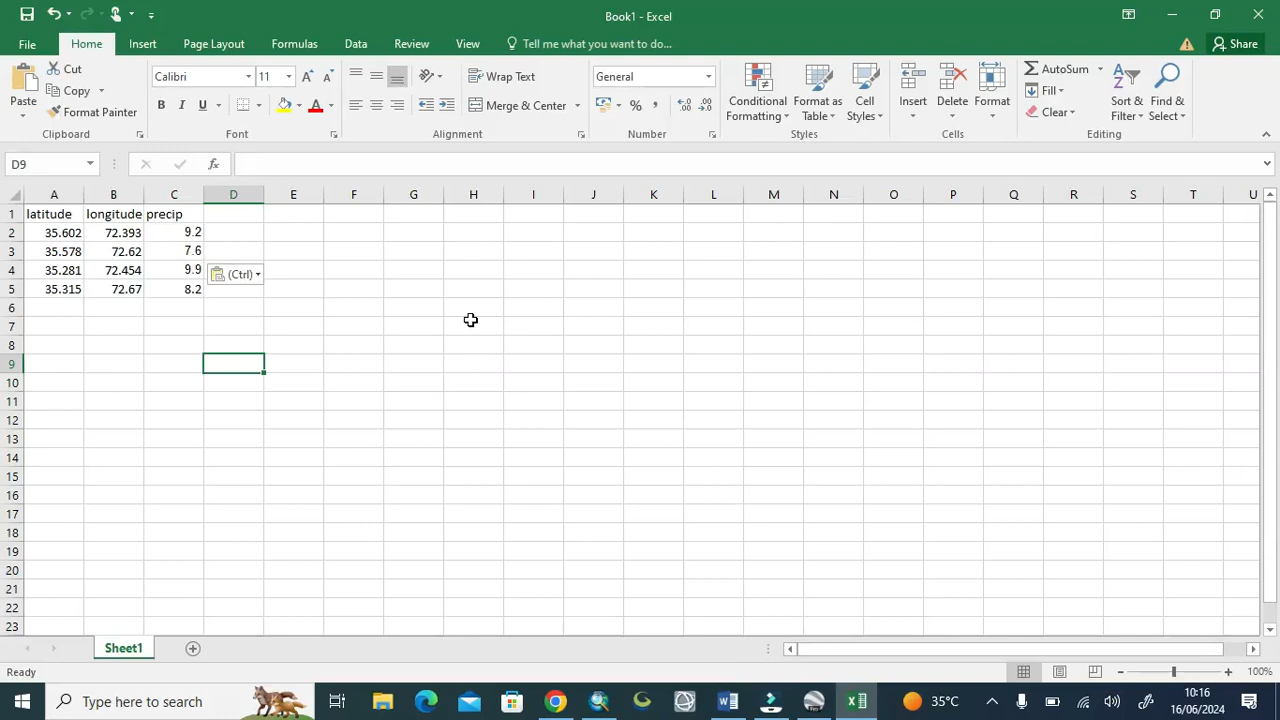 Book1 - Excel
File Home Insert Page Layout Formulas Data Review View Tell me what you want to do... Share
Paste Cut Copy Format Painter Clipboard
Calibri 11 B I U A Font
Wrap Text Merge & Center Alignment
General % , Number
Conditional Formatting Format as Table Cell Styles Styles
Insert Delete Format Cells
AutoSum Fill Clear Sort & Filter Find & Select Editing
D9 fx
A B C D E F G H I J K L M N O P Q R S T U
1 latitude longitude precip
2 35.602 72.393 9.2
3 35.578 72.62 7.6
4 35.281 72.454 9.9 (Ctrl)
5 35.315 72.67 8.2
6
7
8
9
10
11
12
13
14
15
16
17
18
19
20
21
22
23
Sheet1
Ready 100%
Type here to search 35°C 10:16
16/06/2024